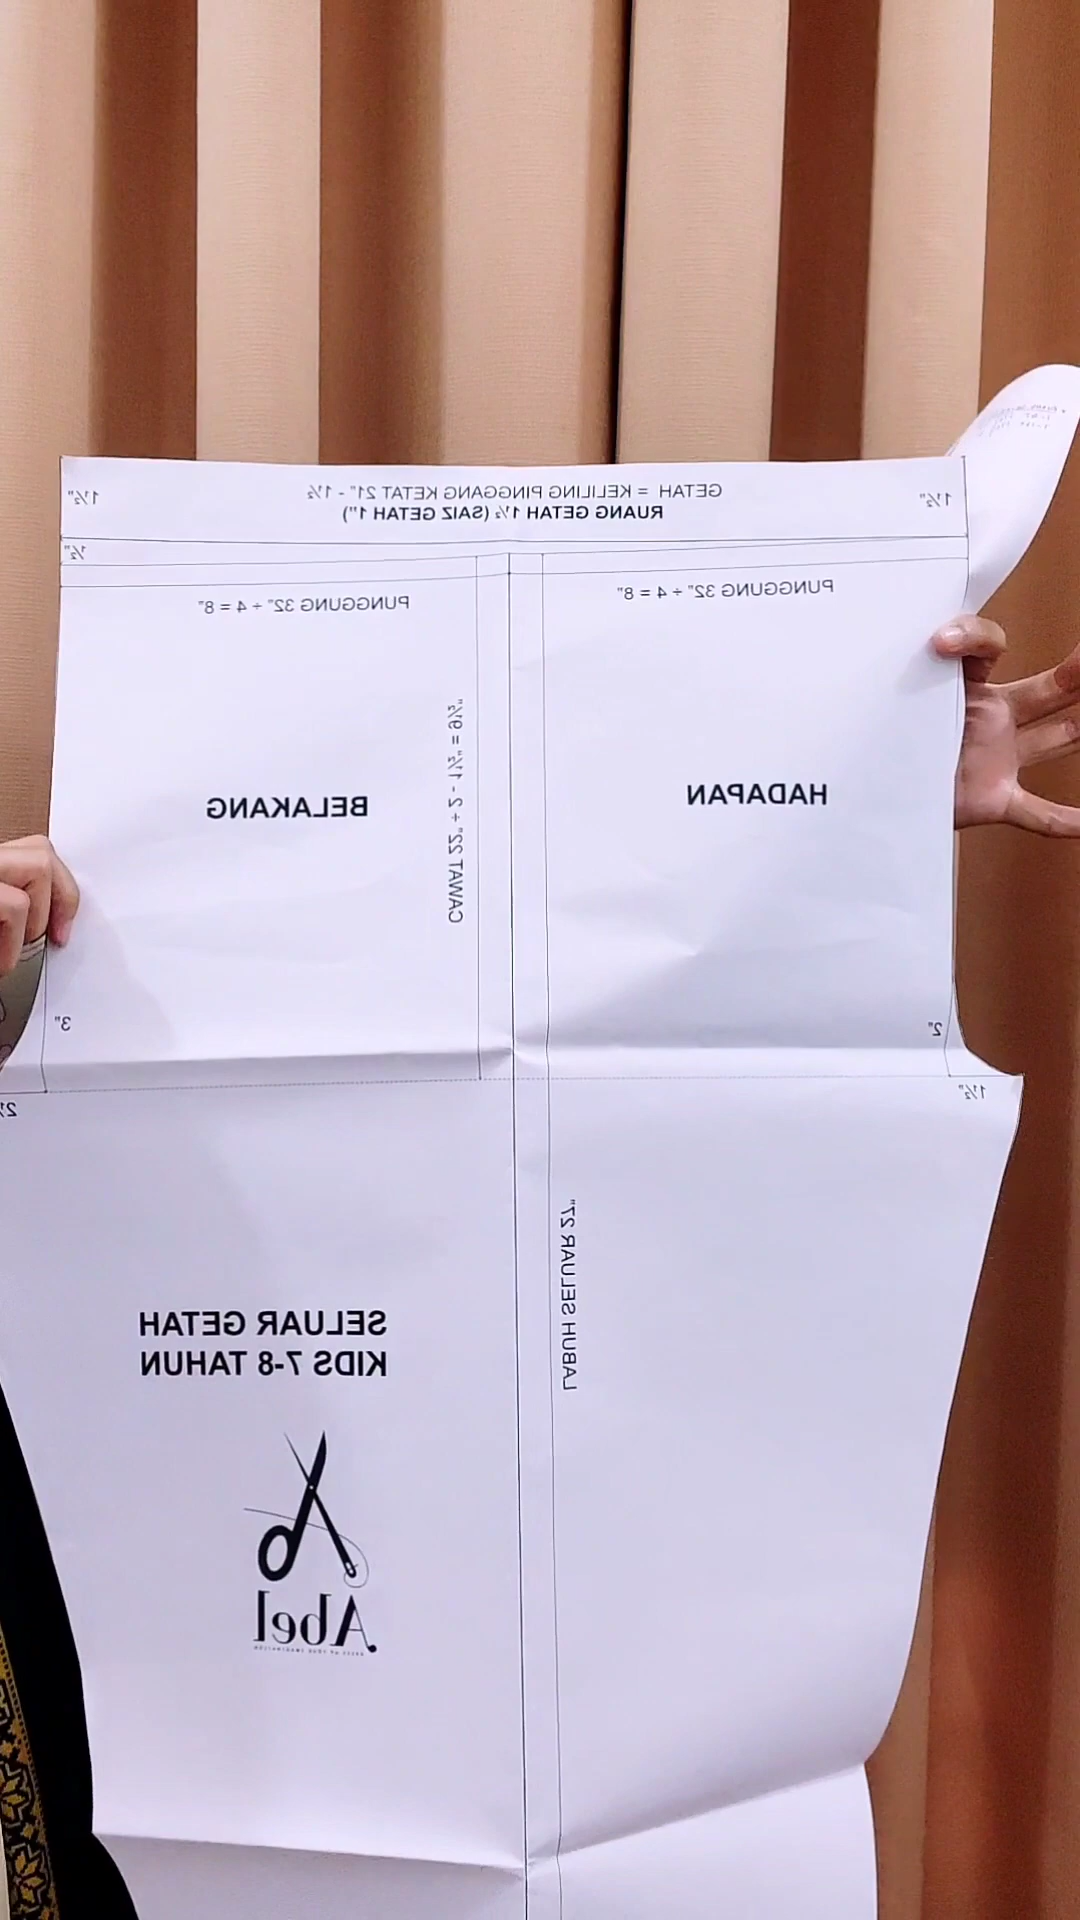 GETAH = KELILING PINGGANG KETAT 21" - 1½
RUANG GETAH 1½ (SAIZ GETAH 1")
1½"
1½"
½"
PUNGGUNG 32" ÷ 4 = 8"
PUNGGUNG 32" ÷ 4 = 8"
CAWAT 22" ÷ 2 - 1½" = 9½"
HADAPAN
BELAKANG
2"
3"
1½"
LABUH SELUAR 27"
SELUAR GETAH
KIDS 7-8 TAHUN
Abel